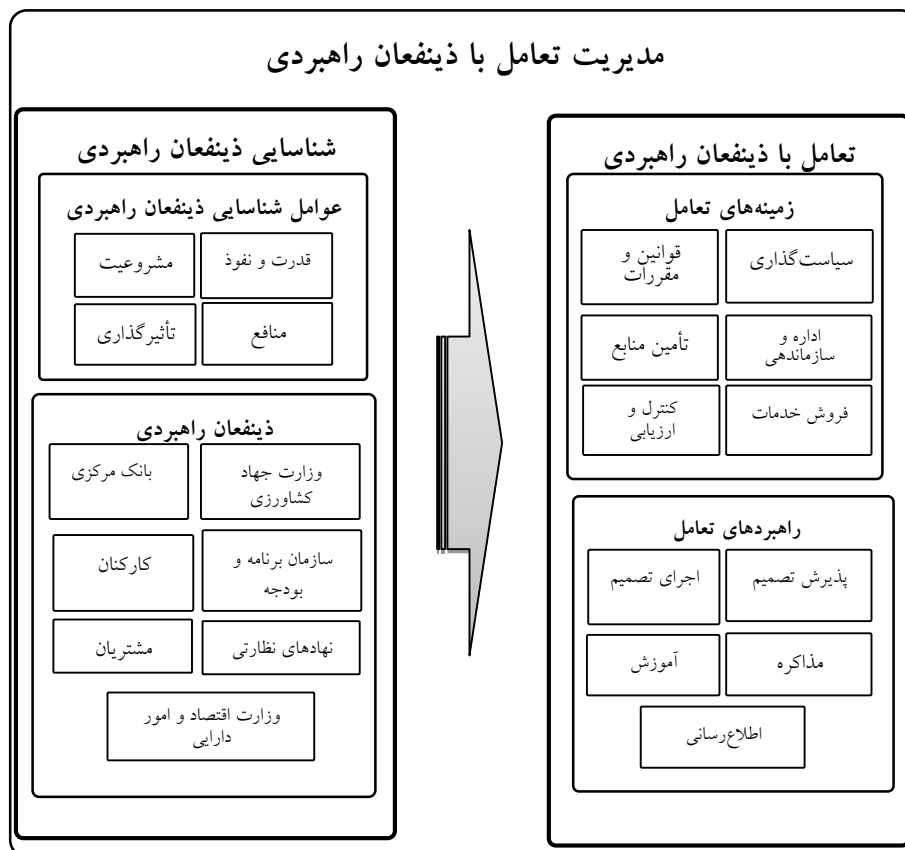 مدیریت تعامل با ذینفعان راهبردی
شناسایی ذینفعان راهبردی
عوامل شناسایی ذینفعان راهبردی
قدرت و نفوذ
مشروعیت
منافع
تأثیرگذاری
ذینفعان راهبردی
وزارت جهاد
کشاورزی
بانک مرکزی
سازمان برنامه و
بودجه
کارکنان
نهادهای نظارتی
مشتریان
وزارت اقتصاد و امور
دارایی
تعامل با ذینفعان راهبردی
زمینه‌های تعامل
سیاست‌گذاری
قوانین و
مقررات
اداره و
سازماندهی
تأمین منابع
فروش خدمات
کنترل و
ارزیابی
راهبردهای تعامل
پذیرش تصمیم
اجرای تصمیم
مذاکره
آموزش
اطلاع‌رسانی